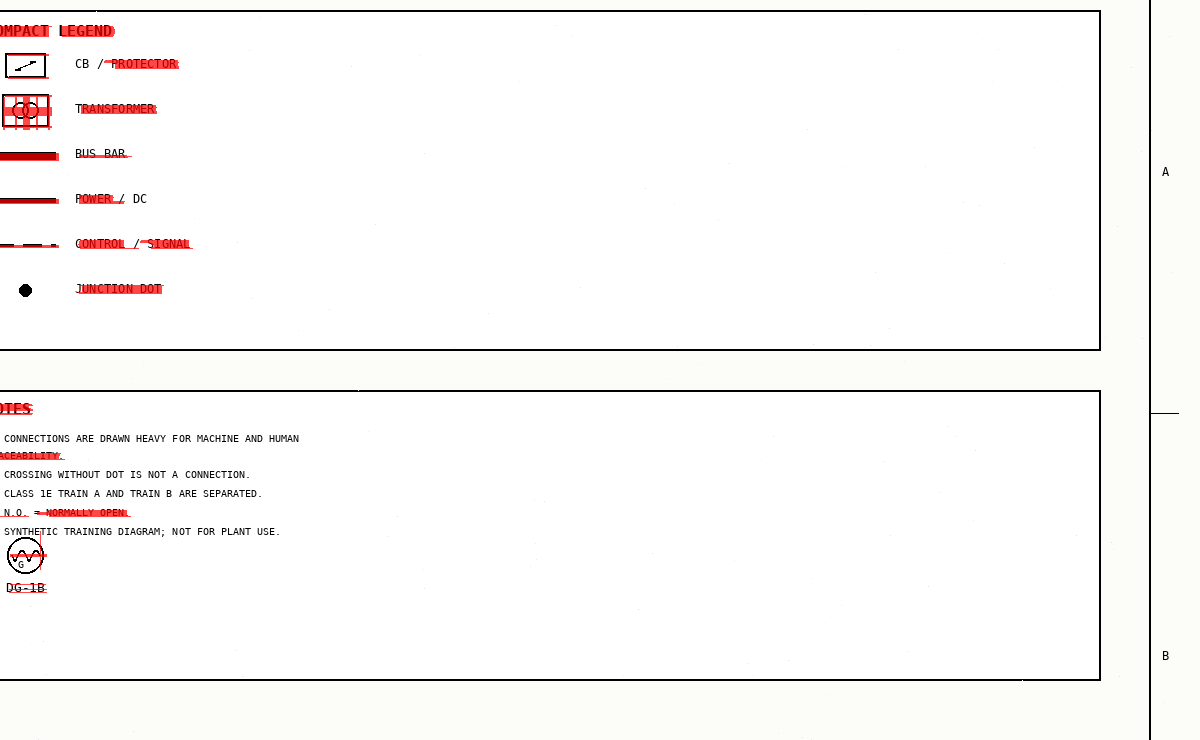 OMPACT LEGEND
CB / PROTECTOR
TRANSFORMER
BUS BAR
POWER / DC
CONTROL / SIGNAL
JUNCTION DOT
A
OTES
CONNECTIONS ARE DRAWN HEAVY FOR MACHINE AND HUMAN
ACEABILITY.
CROSSING WITHOUT DOT IS NOT A CONNECTION.
CLASS 1E TRAIN A AND TRAIN B ARE SEPARATED.
N.O. = NORMALLY OPEN.
SYNTHETIC TRAINING DIAGRAM; NOT FOR PLANT USE.
G
DG-1B
B